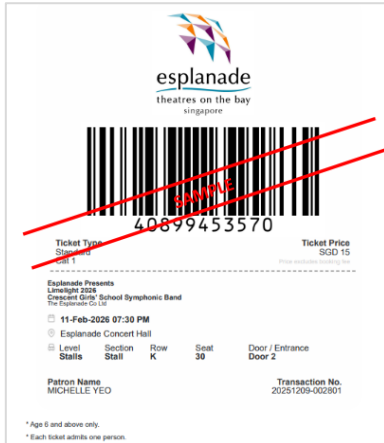 esplanade
theatres on the bay
singapore
SAMPLE
40899453570
Ticket Type Ticket Price
Standard SGD 15
Cat 1 Price excludes booking fee
Esplanade Presents
Limelight 2026
Crescent Girls' School Symphonic Band
The Esplanade Co Ltd
11-Feb-2026 07:30 PM
Esplanade Concert Hall
Level Section Row Seat Door / Entrance
Stalls Stall K 30 Door 2
Patron Name Transaction No.
MICHELLE YEO 20251209-002801
* Age 6 and above only.
* Each ticket admits one person.